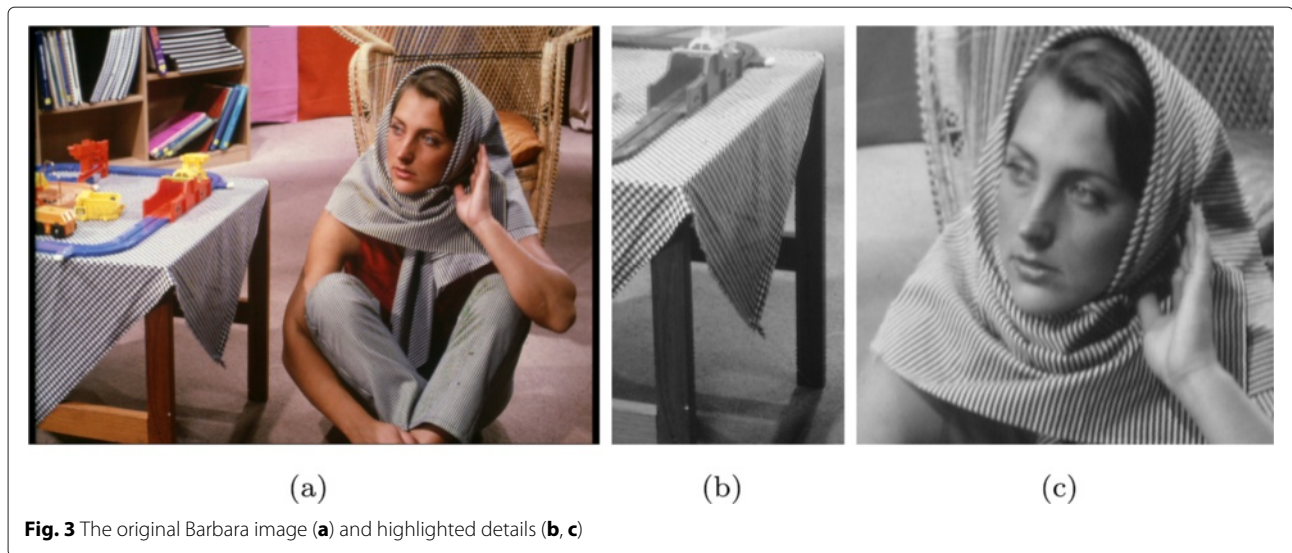 (a) (b) (c)
Fig. 3 The original Barbara image (a) and highlighted details (b, c)